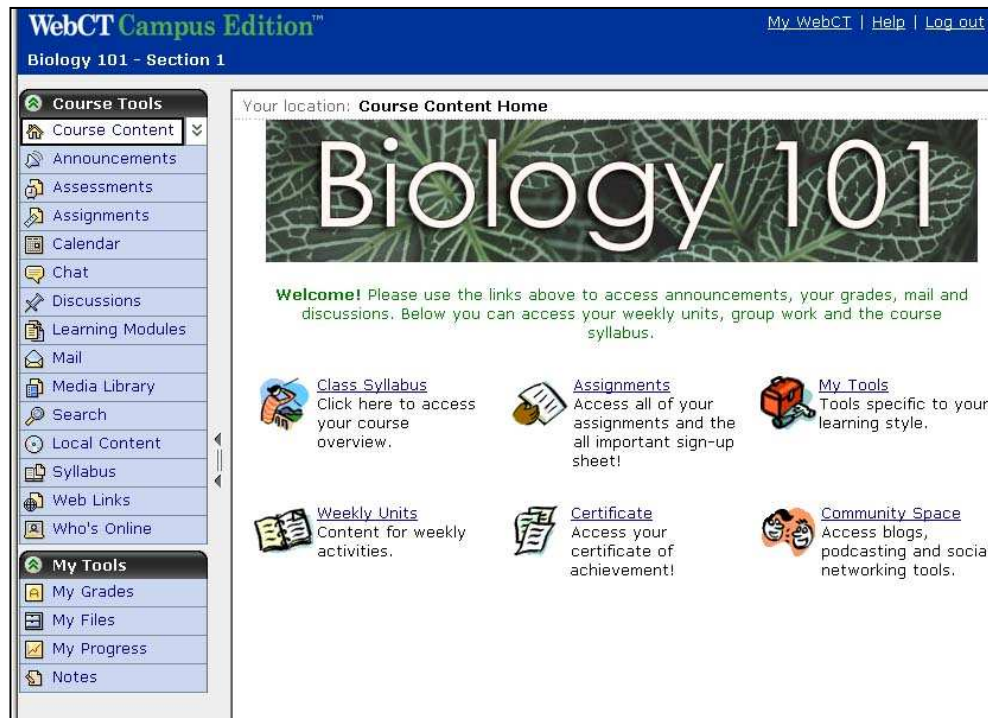 WebCT Campus Edition™
My WebCT | Help | Log out
Biology 101 - Section 1
Course Tools
Course Content
Announcements
Assessments
Assignments
Calendar
Chat
Discussions
Learning Modules
Mail
Media Library
Search
Local Content
Syllabus
Web Links
Who's Online
My Tools
My Grades
My Files
My Progress
Notes
Your location: Course Content Home
Biology 101
Welcome! Please use the links above to access announcements, your grades, mail and
discussions. Below you can access your weekly units, group work and the course
syllabus.
Class Syllabus
Click here to access
your course
overview.
Assignments
Access all of your
assignments and the
all important sign-up
sheet!
My Tools
Tools specific to your
learning style.
Weekly Units
Content for weekly
activities.
Certificate
Access your
certificate of
achievement!
Community Space
Access blogs,
podcasting and socia
networking tools.